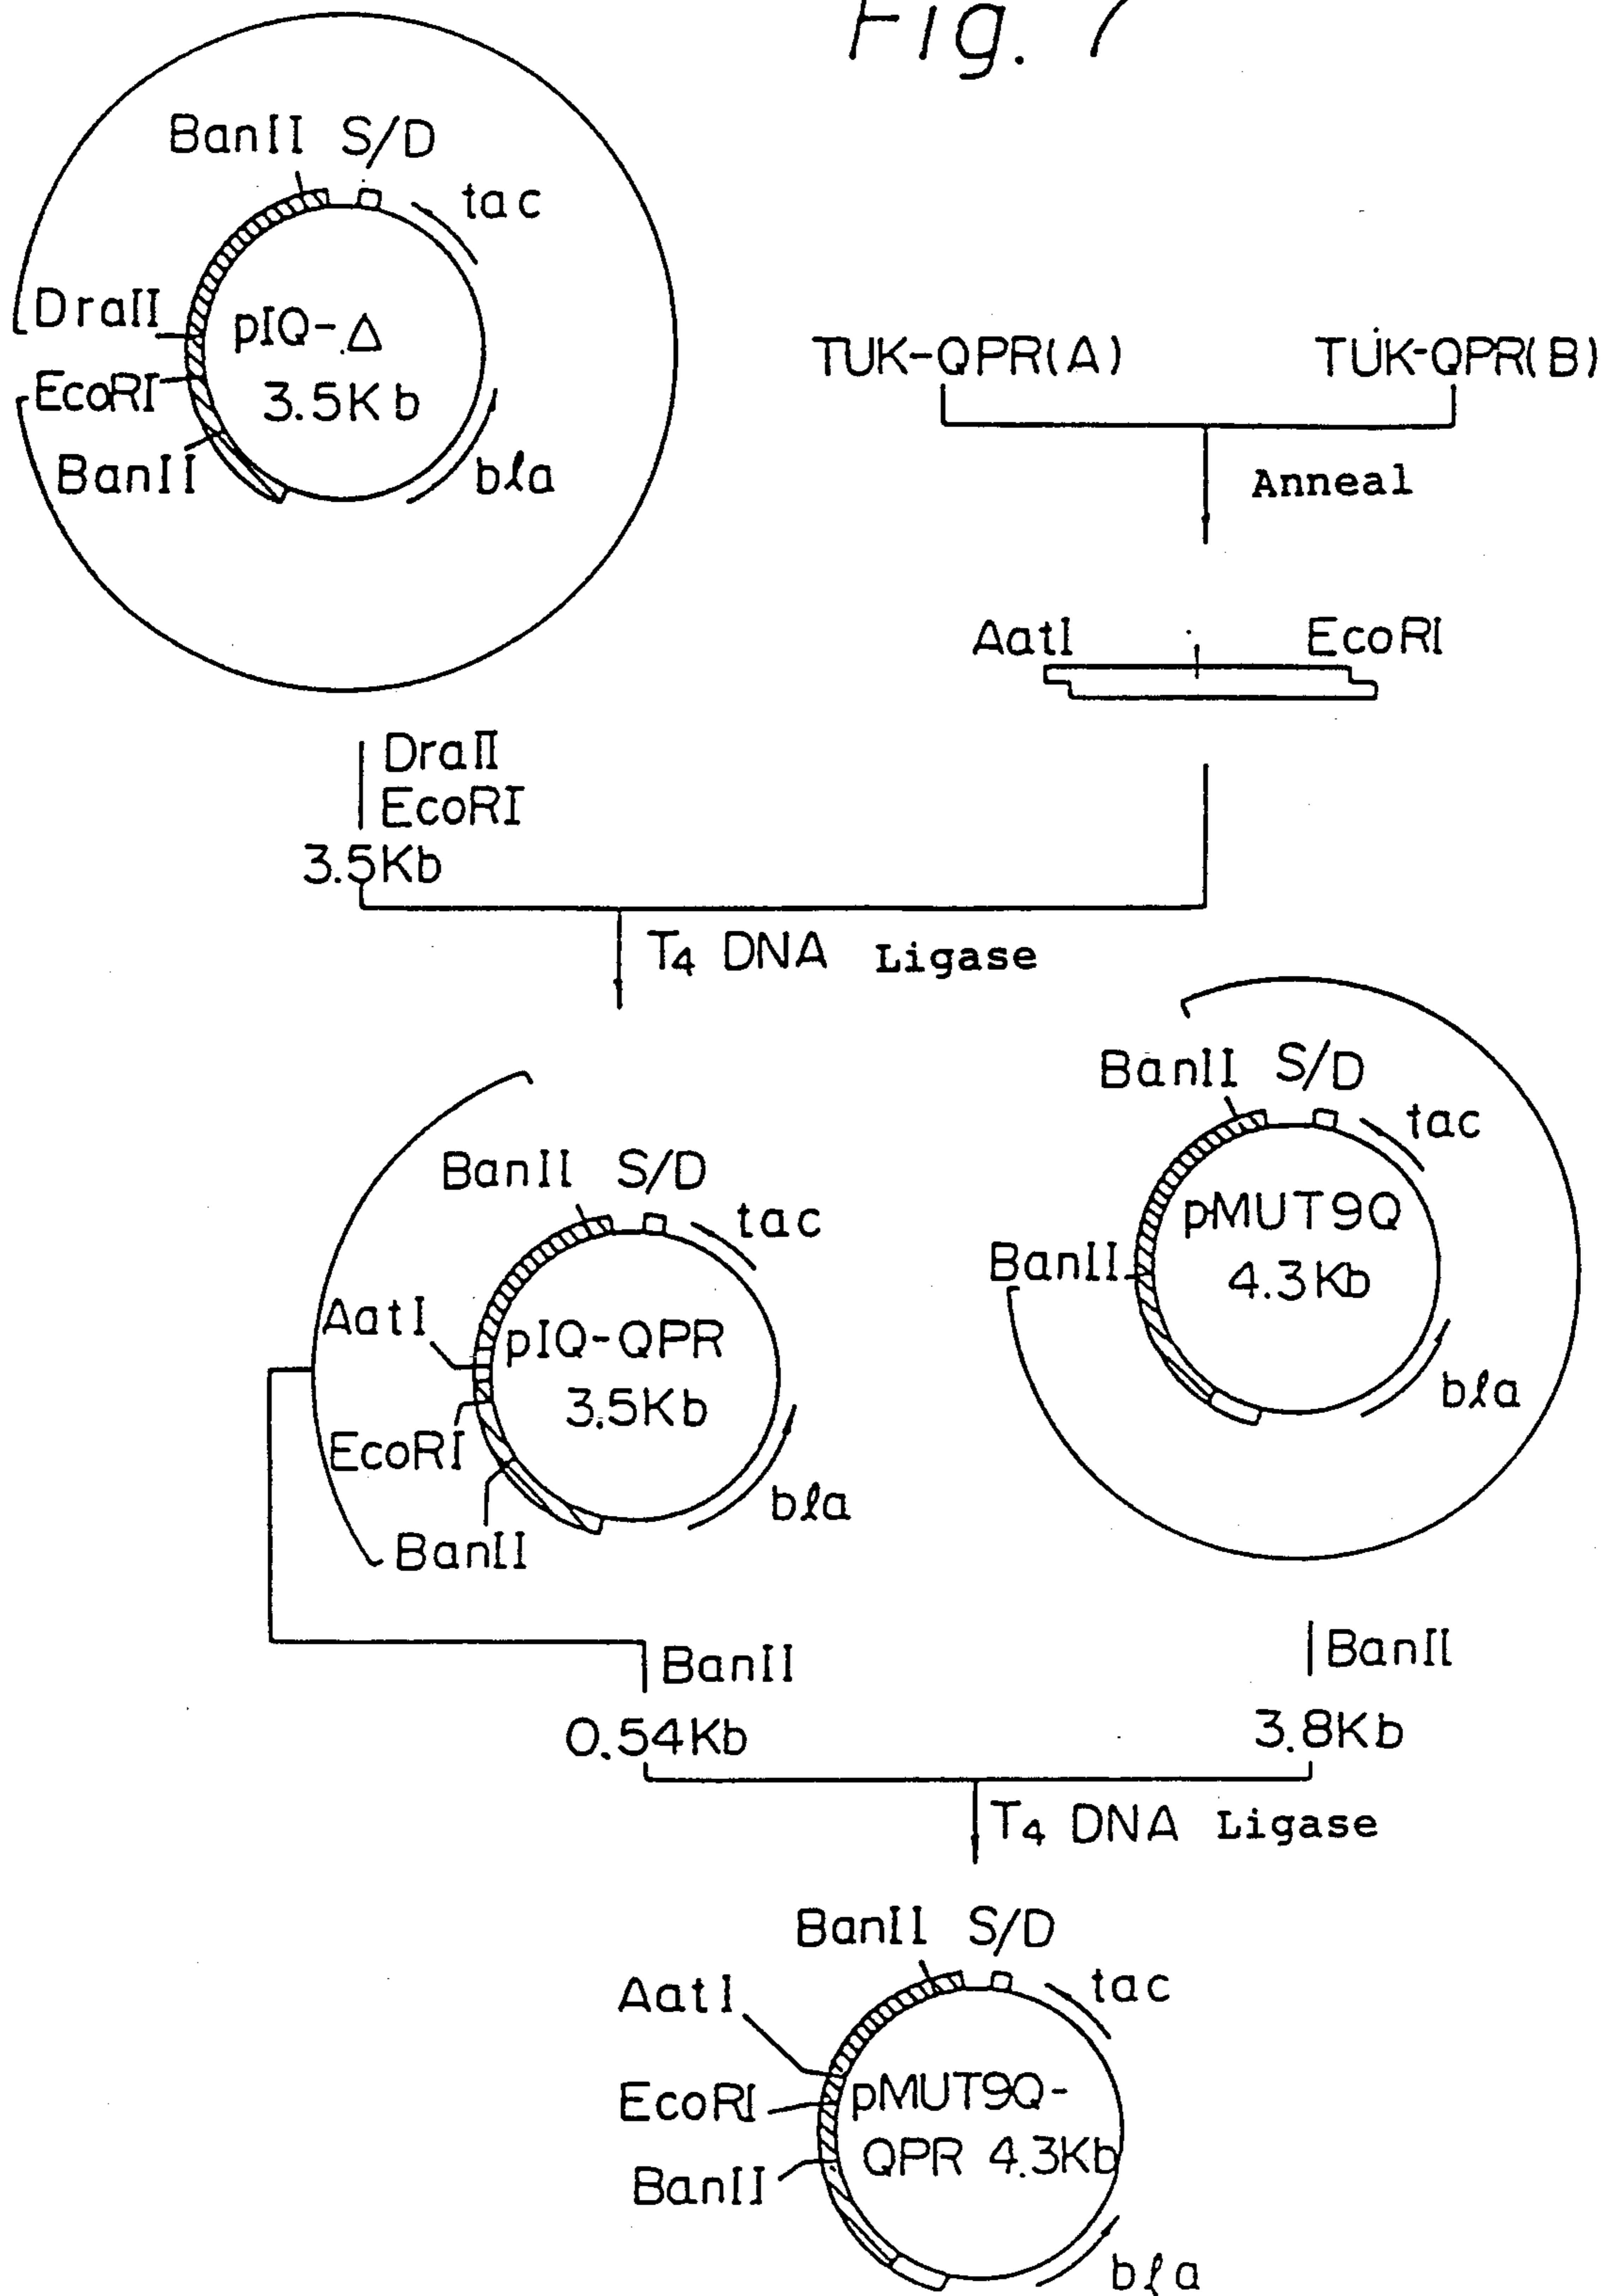 Fig. 7
BanII S/D
tac
DraII
pIQ-Δ
EcoRI
3.5Kb
BanII
bla
TUK-QPR(A)
TUK-QPR(B)
Anneal
AatI
EcoRI
DraII
EcoRI
3.5Kb
T4 DNA Ligase
BanII S/D
tac
AatI
pIQ-QPR
3.5Kb
EcoRI
BanII
bla
BanII S/D
tac
pMUT9Q
BanII
4.3Kb
bla
BanII
0.54Kb
BanII
3.8Kb
T4 DNA Ligase
BanII S/D
tac
AatI
EcoRI
pMUT9Q-
QPR 4.3Kb
BanII
bla